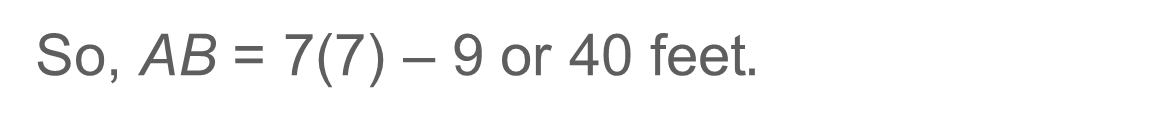 So, AB = 7(7) – 9 or 40 feet.